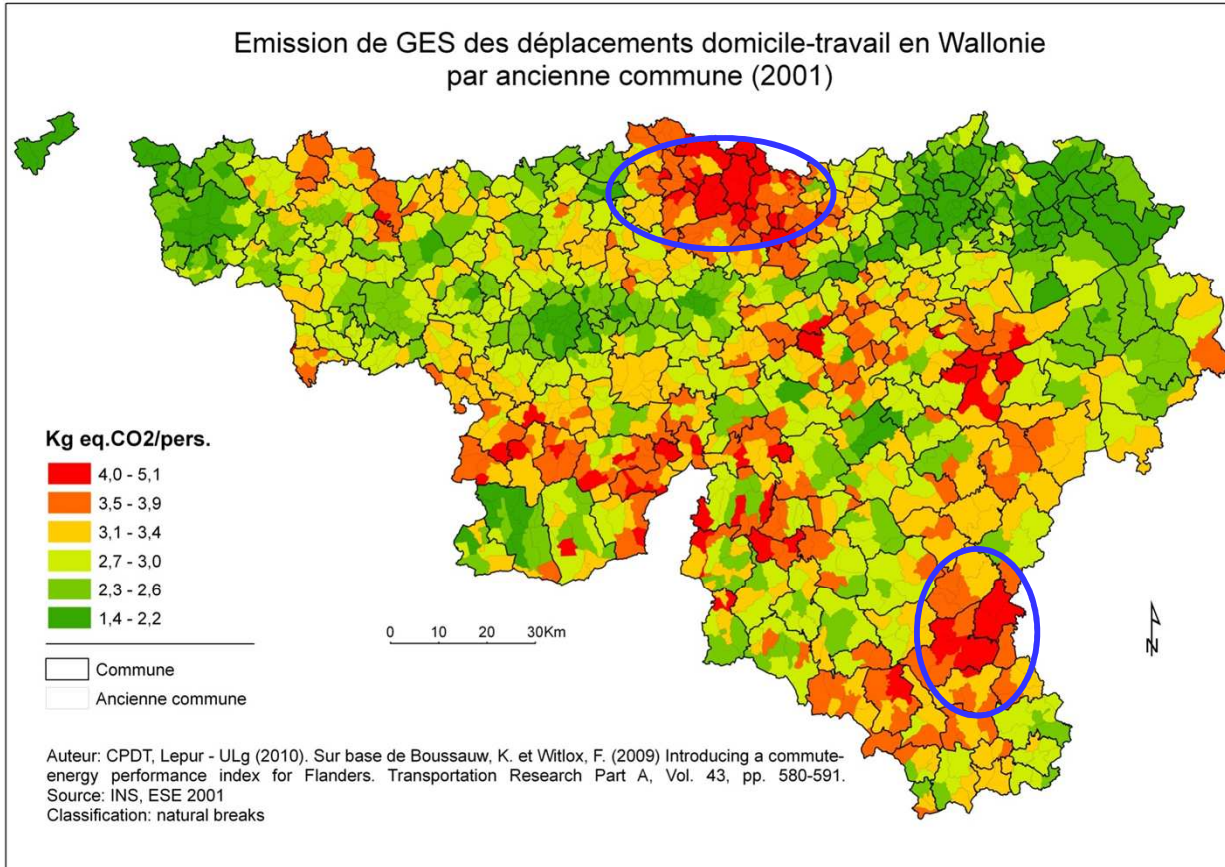 Emission de GES des déplacements domicile-travail en Wallonie
par ancienne commune (2001)
Kg eq.CO2/pers.
4,0 - 5,1
3,5 - 3,9
3,1 - 3,4
2,7 - 3,0
2,3 - 2,6
1,4 - 2,2
Commune
Ancienne commune
0 10 20 30Km
N
Auteur: CPDT, Lepur - ULg (2010). Sur base de Boussauw, K. et Witlox, F. (2009) Introducing a commute-
energy performance index for Flanders. Transportation Research Part A, Vol. 43, pp. 580-591.
Source: INS, ESE 2001
Classification: natural breaks